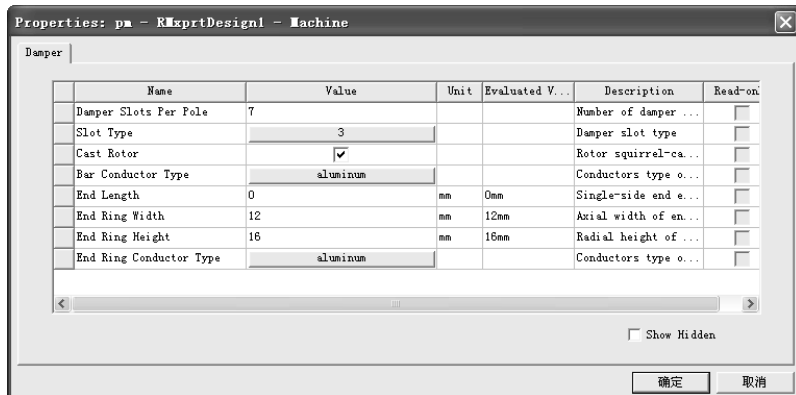 Properties: pm - RMxprtDesign1 - Machine
Damper
Name Value Unit Evaluated V... Description Read-onl
Damper Slots Per Pole 7 Number of damper ...
Slot Type 3 Damper slot type
Cast Rotor Rotor squirrel-ca...
Bar Conductor Type aluminum Conductors type o...
End Length 0 mm 0mm Single-side end e...
End Ring Width 12 mm 12mm Axial width of en...
End Ring Height 16 mm 16mm Radial height of ...
End Ring Conductor Type aluminum Conductors type o...
Show Hidden
确定 取消